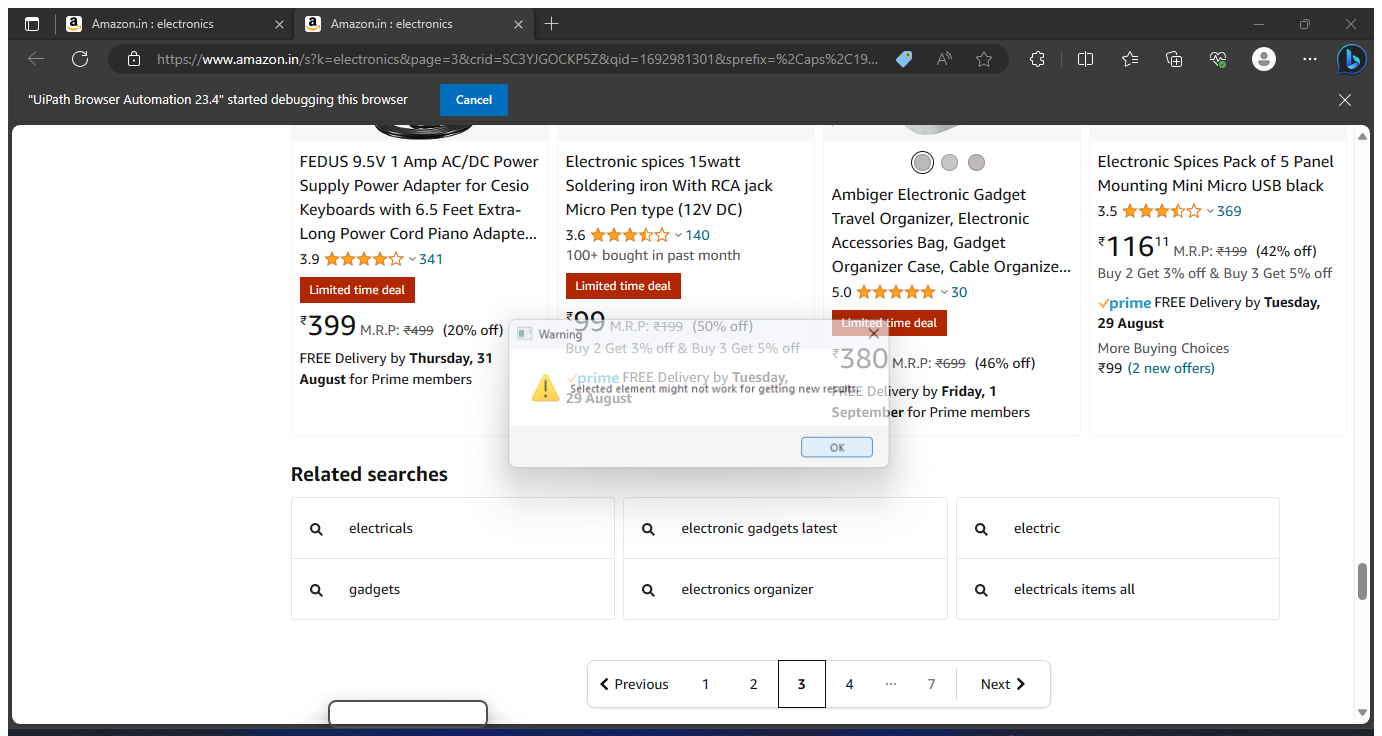 Amazon.in : electronics
Amazon.in : electronics
https://www.amazon.in/s?k=electronics&page=3&crid=SC3YJGOCKP5Z&qid=1692981301&sprefix=%2Caps%2C19...
"UiPath Browser Automation 23.4" started debugging this browser
Cancel
FEDUS 9.5V 1 Amp AC/DC Power
Supply Power Adapter for Cesio
Keyboards with 6.5 Feet Extra-
Long Power Cord Piano Adapte...
3.9 341
Limited time deal
₹399 M.R.P: ₹499 (20% off)
FREE Delivery by Thursday, 31
August for Prime members
Electronic spices 15watt
Soldering iron With RCA jack
Micro Pen type (12V DC)
3.6 140
100+ bought in past month
Limited time deal
₹99 M.R.P: ₹199 (50% off)
Buy 2 Get 3% off & Buy 3 Get 5% off
prime FREE Delivery by Tuesday,
29 August
Ambiger Electronic Gadget
Travel Organizer, Electronic
Accessories Bag, Gadget
Organizer Case, Cable Organize...
5.0 30
Limited time deal
₹380 M.R.P: ₹699 (46% off)
FREE Delivery by Friday, 1
September for Prime members
Electronic Spices Pack of 5 Panel
Mounting Mini Micro USB black
3.5 369
₹11611 M.R.P: ₹199 (42% off)
Buy 2 Get 3% off & Buy 3 Get 5% off
prime FREE Delivery by Tuesday,
29 August
More Buying Choices
₹99 (2 new offers)
Warning
Selected element might not work for getting new results.
OK
Related searches
electricals
electronic gadgets latest
electric
gadgets
electronics organizer
electricals items all
Previous 1 2 3 4 ... 7 Next